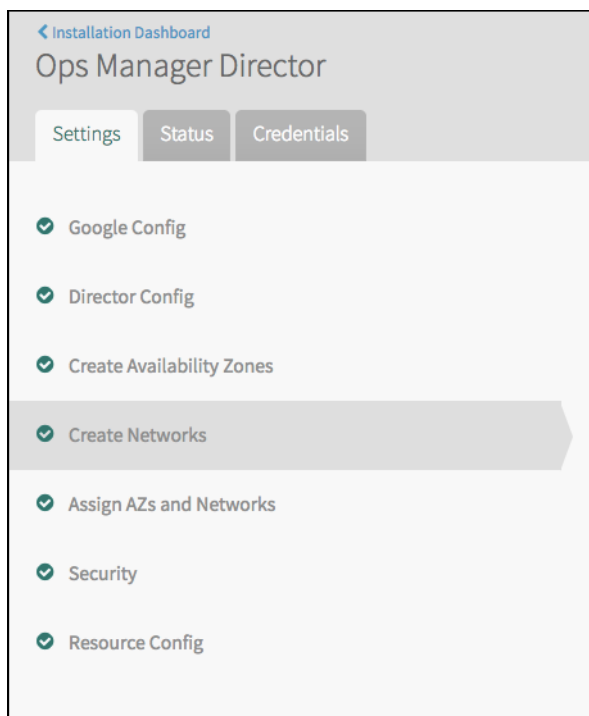 Installation Dashboard
Ops Manager Director
Settings Status Credentials
Google Config
Director Config
Create Availability Zones
Create Networks
Assign AZs and Networks
Security
Resource Config